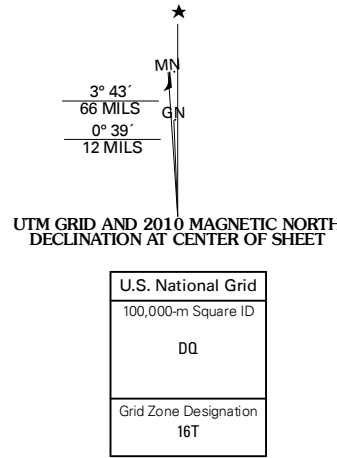 MN
3° 43´
66 MILS
GN
0° 39´
12 MILS
UTM GRID AND 2010 MAGNETIC NORTH
DECLINATION AT CENTER OF SHEET
U.S. National Grid
100,000-m Square ID
DQ
Grid Zone Designation
16T